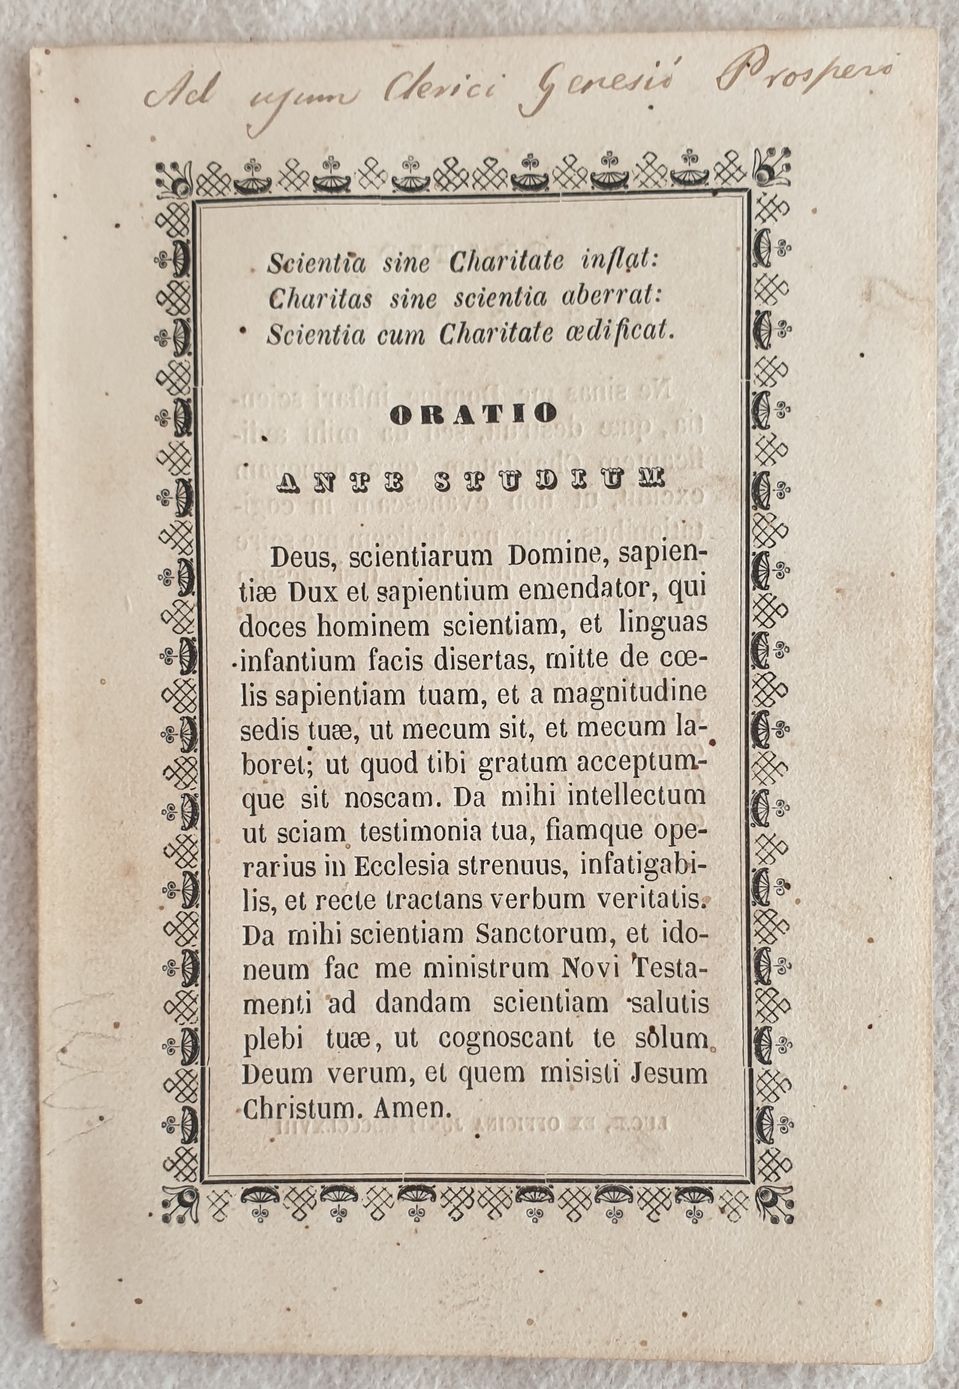 Ad usum Clerici Genesio Prospero
Scientia sine Charitate inflat:
Charitas sine scientia aberrat:
Scientia cum Charitate œdificat.
ORATIO
ANTE STUDIUM
Deus, scientiarum Domine, sapien-
tiæ Dux et sapientium emendator, qui
doces hominem scientiam, et linguas
infantium facis disertas, mitte de cœ-
lis sapientiam tuam, et a magnitudine
sedis tuæ, ut mecum sit, et mecum la-
boret; ut quod tibi gratum acceptum-
que sit noscam. Da mihi intellectum
ut sciam testimonia tua, fiamque ope-
rarius in Ecclesia strenuus, infatigabi-
lis, et recte tractans verbum veritatis.
Da mihi scientiam Sanctorum, et ido-
neum fac me ministrum Novi Testa-
menti ad dandam scientiam salutis
plebi tuæ, ut cognoscant te solum
Deum verum, et quem misisti Jesum
Christum. Amen.